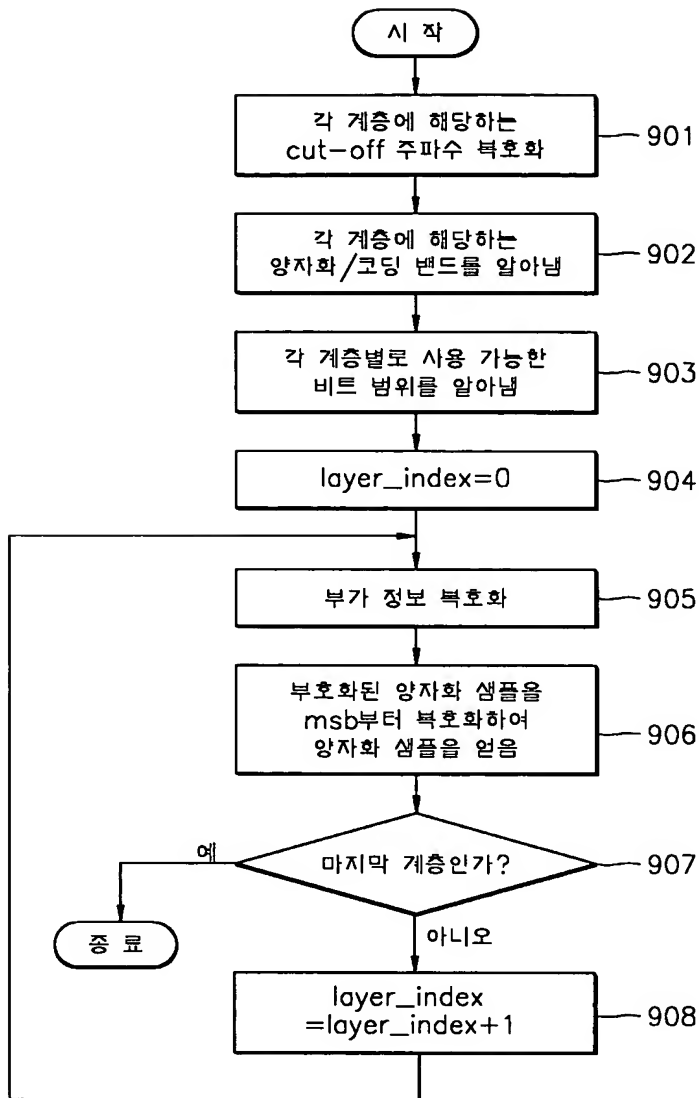 시 작
각 계층에 해당하는
cut-off 주파수 복호화
901
각 계층에 해당하는
양자화/코딩 밴드를 알아냄
902
각 계층별로 사용 가능한
비트 범위를 알아냄
903
layer_index=0
904
부가 정보 복호화
905
부호화된 양자화 샘플을
msb부터 복호화하여
양자화 샘플을 얻음
906
마지막 계층인가?
907
예
종 료
아니오
layer_index
=layer_index+1
908